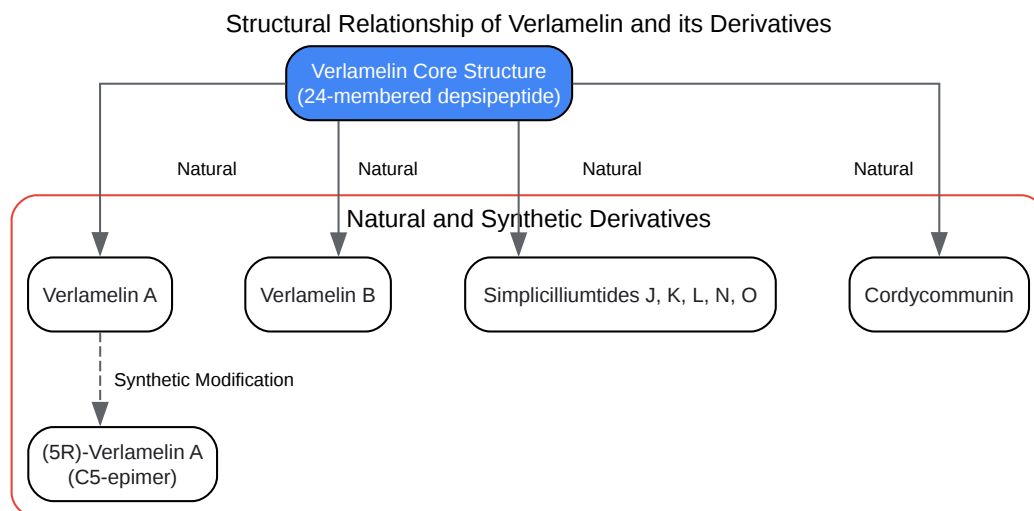 Structural Relationship of Verlamelin and its Derivatives
Verlamelin Core Structure
(24-membered depsipeptide)
Natural
Natural
Natural
Natural
Natural and Synthetic Derivatives
Verlamelin A
Verlamelin B
Simplicilliumtides J, K, L, N, O
Cordycommunin
Synthetic Modification
(5R)-Verlamelin A
(C5-epimer)